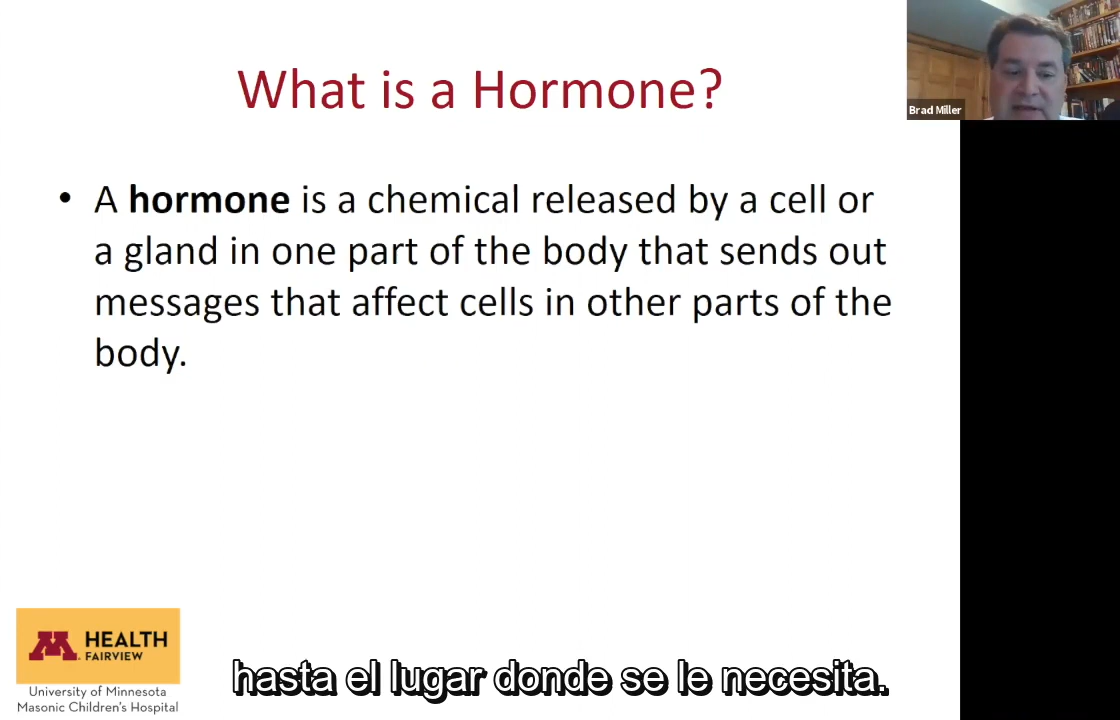 What is a Hormone?
Brad Miller
• A hormone is a chemical released by a cell or
a gland in one part of the body that sends out
messages that affect cells in other parts of the
body.
M HEALTH
FAIRVIEW
University of Minnesota
Masonic Children's Hospital
hasta el lugar donde se le necesita.